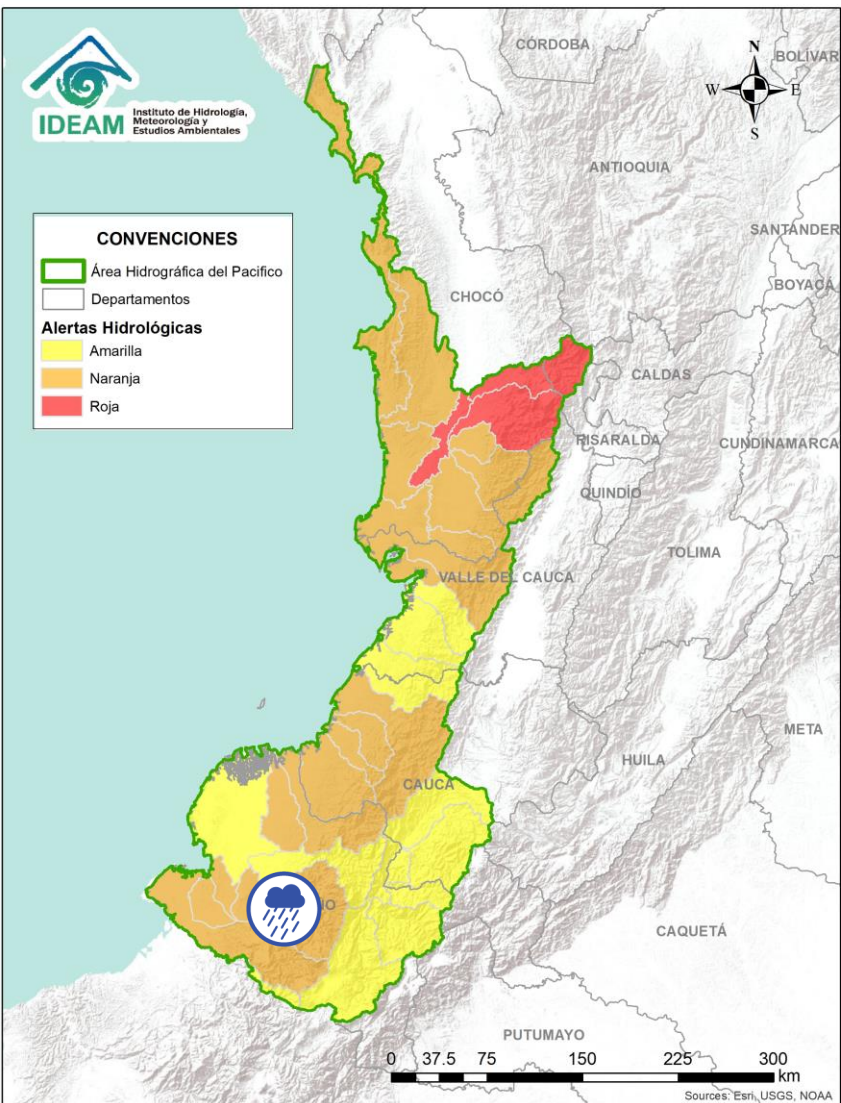 IDEAM
Instituto de Hidrología,
Meteorología y
Estudios Ambientales
N
W
E
S
CÓRDOBA
BOLÍVAR
ANTIOQUIA
SANTANDER
BOYACÁ
CHOCÓ
CALDAS
RISARALDA
CUNDINAMARCA
QUINDÍO
TOLIMA
VALLE DEL CAUCA
META
HUILA
CAUCA
CAQUETÁ
PUTUMAYO
CONVENCIONES
Área Hidrográfica del Pacifico
Departamentos
Alertas Hidrológicas
Amarilla
Naranja
Roja
0 37.5 75 150 225 300
km
Sources: Esri, USGS, NOAA